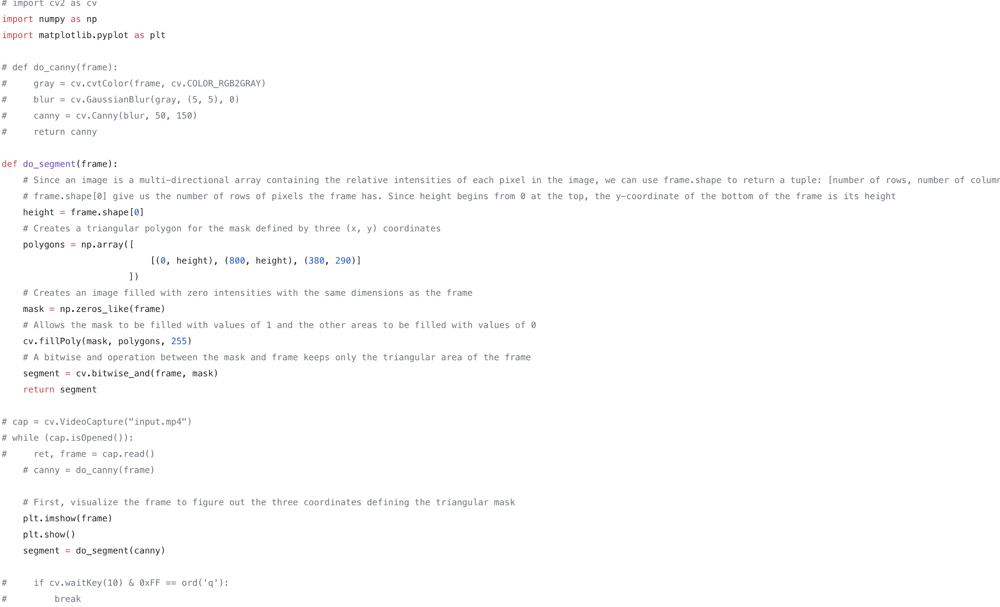 # import cv2 as cv
import numpy as np
import matplotlib.pyplot as plt

# def do_canny(frame):
#     gray = cv.cvtColor(frame, cv.COLOR_RGB2GRAY)
#     blur = cv.GaussianBlur(gray, (5, 5), 0)
#     canny = cv.Canny(blur, 50, 150)
#     return canny

def do_segment(frame):
    # Since an image is a multi-directional array containing the relative intensities of each pixel in the image, we can use frame.shape to return a tuple: [number of rows, number of column
    # frame.shape[0] give us the number of rows of pixels the frame has. Since height begins from 0 at the top, the y-coordinate of the bottom of the frame is its height
    height = frame.shape[0]
    # Creates a triangular polygon for the mask defined by three (x, y) coordinates
    polygons = np.array([
                            [(0, height), (800, height), (380, 290)]
                        ])
    # Creates an image filled with zero intensities with the same dimensions as the frame
    mask = np.zeros_like(frame)
    # Allows the mask to be filled with values of 1 and the other areas to be filled with values of 0
    cv.fillPoly(mask, polygons, 255)
    # A bitwise and operation between the mask and frame keeps only the triangular area of the frame
    segment = cv.bitwise_and(frame, mask)
    return segment

# cap = cv.VideoCapture("input.mp4")
# while (cap.isOpened()):
#     ret, frame = cap.read()
    # canny = do_canny(frame)

    # First, visualize the frame to figure out the three coordinates defining the triangular mask
    plt.imshow(frame)
    plt.show()
    segment = do_segment(canny)

#     if cv.waitKey(10) & 0xFF == ord('q'):
#         break